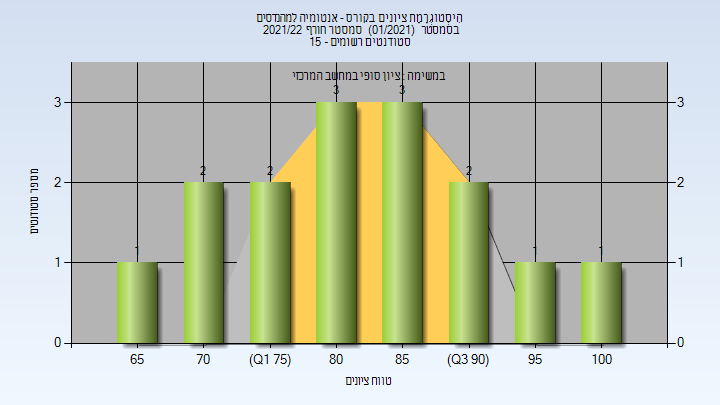 היסטוגרמת ציונים בקורס - אנטומיה למהנדסים
בסמסטר (01/2021) סמסטר חורף 2021/22
סטודנטים רשומים - 15
במשימה : ציון סופי במחשב המרכזי
3 3
3 3
2 2 2
2 2
1 1 1
1 1
0 0
65 70 (Q1 75) 80 85 (Q3 90) 95 100
מספר סטודנטים
טווח ציונים